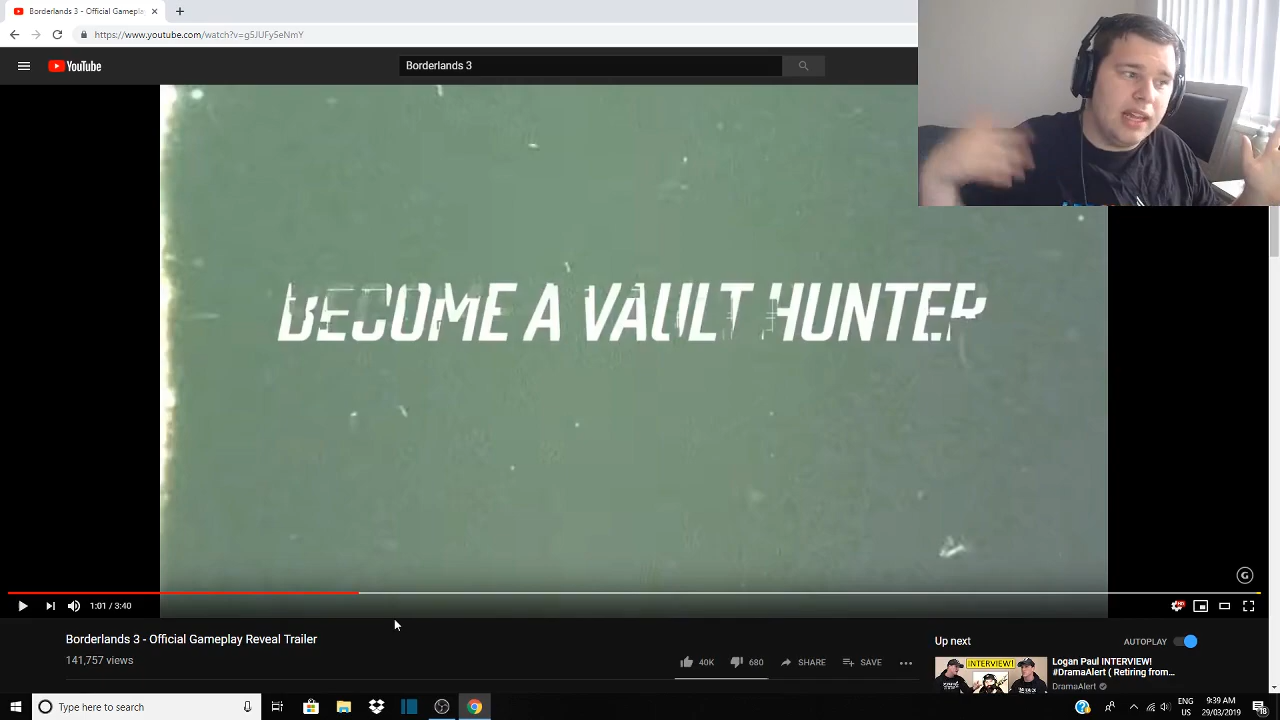 Borderlands 3 - Official Gameplay
https://www.youtube.com/watch?v=g5JUFy5eNmY
YouTube
Borderlands 3
BECOME A VAULT HUNTER
G
1:01 / 3:40
HD
Borderlands 3 - Official Gameplay Reveal Trailer
141,757 views
40K
680
SHARE
SAVE
Up next
AUTOPLAY
INTERVIEW!
Logan Paul INTERVIEW!
#DramaAlert ( Retiring from...
DramaAlert
Type here to search
ENG
US
9:39 AM
29/03/2019